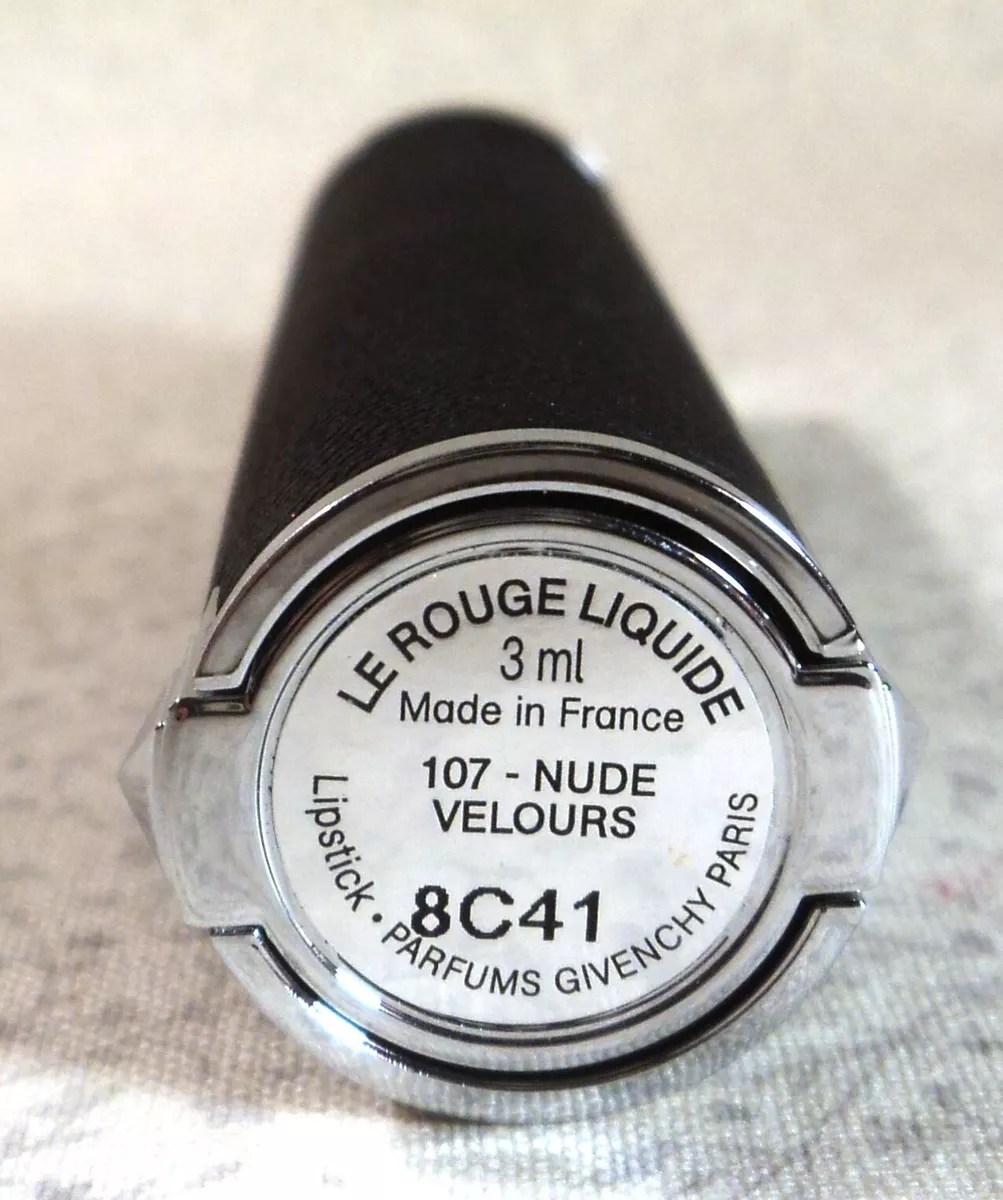 LE ROUGE LIQUIDE
3 ml
Made in France
107 - NUDE
VELOURS
8C41
Lipstick • PARFUMS GIVENCHY PARIS